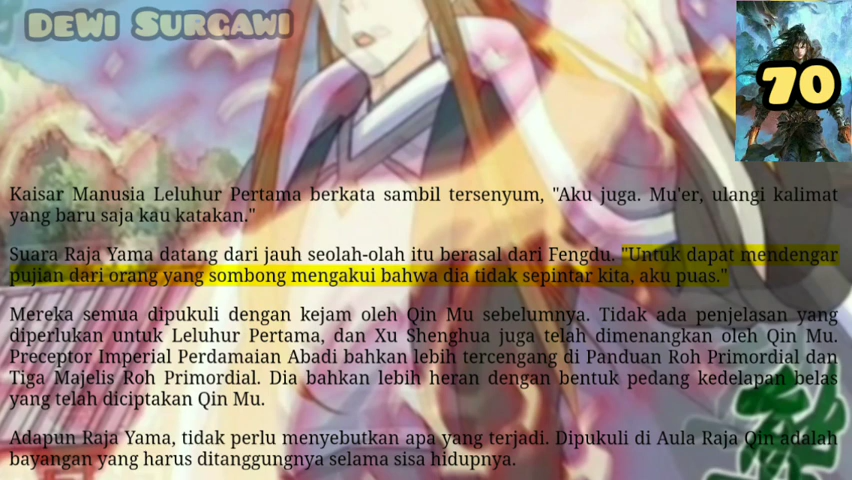 DEWI SURGAWI
70
Kaisar Manusia Leluhur Pertama berkata sambil tersenyum, "Aku juga. Mu'er, ulangi kalimat
yang baru saja kau katakan."
Suara Raja Yama datang dari jauh seolah-olah itu berasal dari Fengdu. "Untuk dapat mendengar
pujian dari orang yang sombong mengakui bahwa dia tidak sepintar kita, aku puas."
Mereka semua dipukuli dengan kejam oleh Qin Mu sebelumnya. Tidak ada penjelasan yang
diperlukan untuk Leluhur Pertama, dan Xu Shenghua juga telah dimenangkan oleh Qin Mu.
Preceptor Imperial Perdamaian Abadi bahkan lebih tercengang di Panduan Roh Primordial dan
Tiga Majelis Roh Primordial. Dia bahkan lebih heran dengan bentuk pedang kedelapan belas
yang telah diciptakan Qin Mu.
Adapun Raja Yama, tidak perlu menyebutkan apa yang terjadi. Dipukuli di Aula Raja Qin adalah
bayangan yang harus ditanggungnya selama sisa hidupnya.